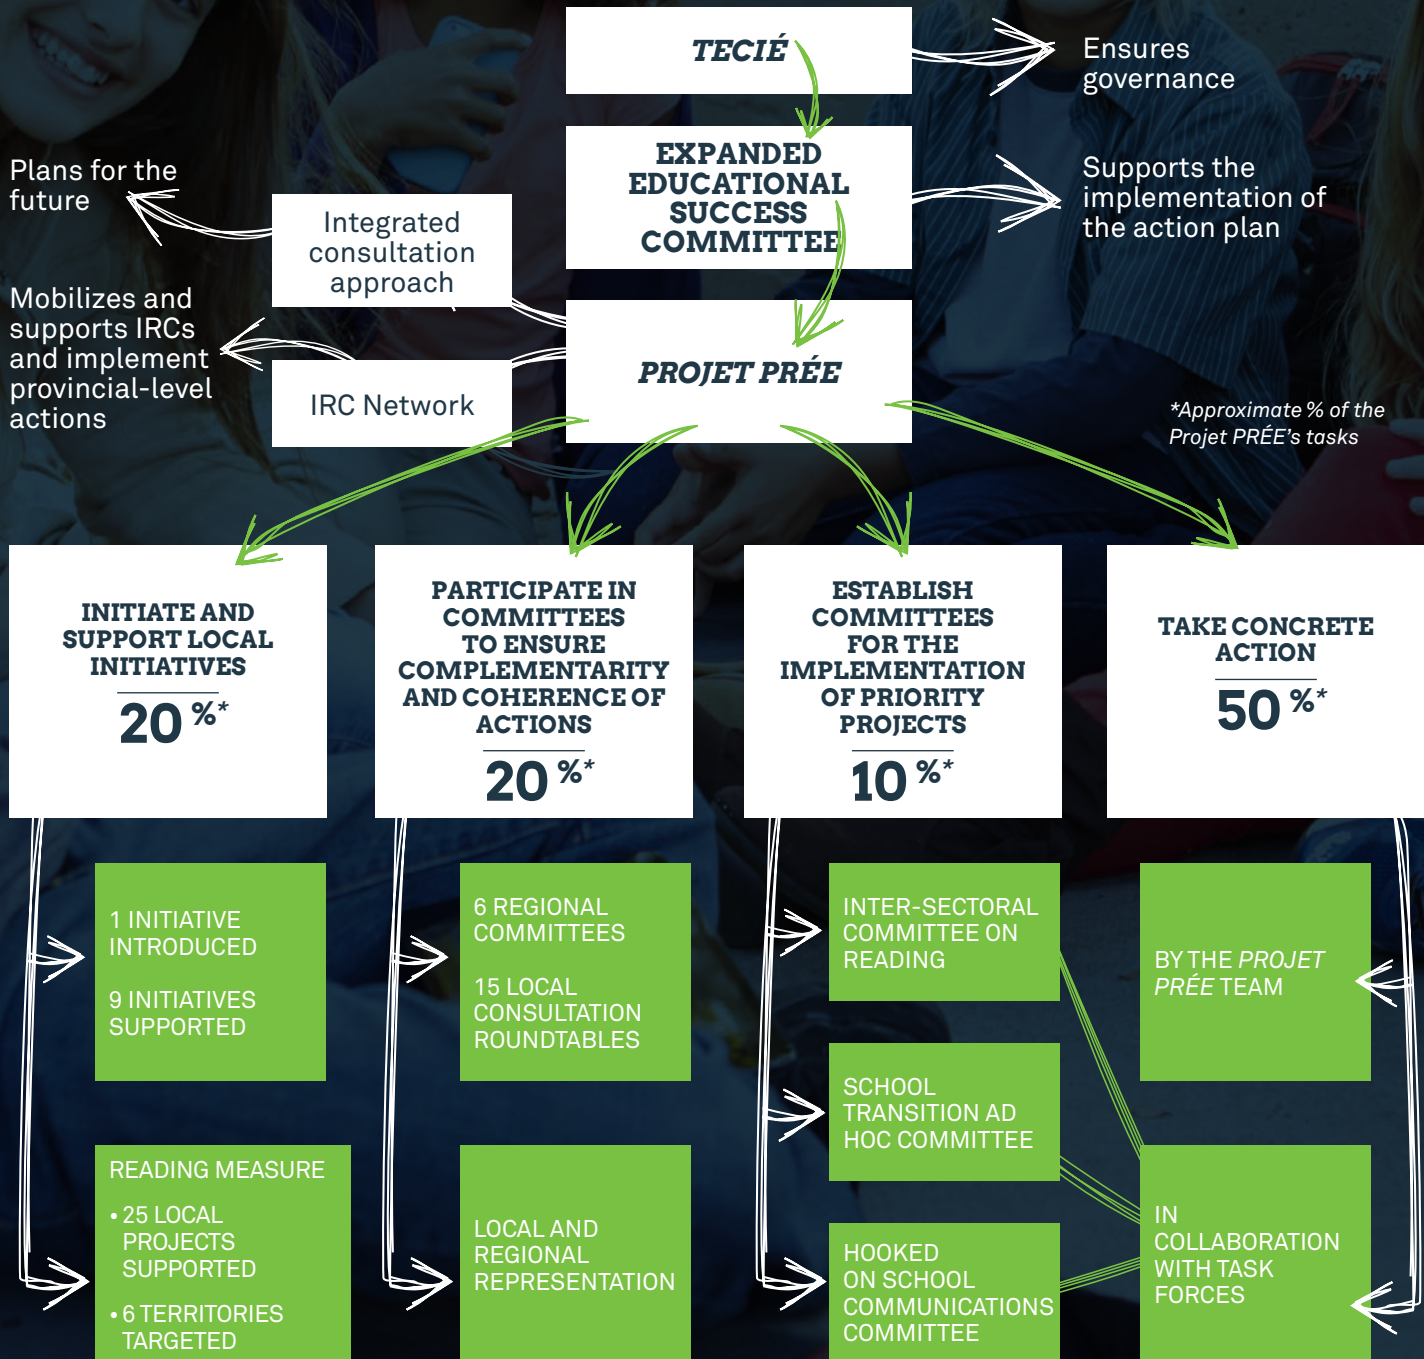 TECIÉ
Ensures
governance
EXPANDED
EDUCATIONAL
SUCCESS
COMMITTEE
Supports the
implementation of
the action plan
Plans for the
future
Integrated
consultation
approach
Mobilizes and
supports IRCs
and implement
provincial-level
actions
IRC Network
PROJET PRÉE
*Approximate % of the
Projet PRÉE's tasks
INITIATE AND
SUPPORT LOCAL
INITIATIVES
20 %*
PARTICIPATE IN
COMMITTEES
TO ENSURE
COMPLEMENTARITY
AND COHERENCE OF
ACTIONS
20 %*
ESTABLISH
COMMITTEES
FOR THE
IMPLEMENTATION
OF PRIORITY
PROJECTS
10 %*
TAKE CONCRETE
ACTION
50 %*
1 INITIATIVE
INTRODUCED
9 INITIATIVES
SUPPORTED
READING MEASURE
• 25 LOCAL
PROJECTS
SUPPORTED
• 6 TERRITORIES
TARGETED
6 REGIONAL
COMMITTEES
15 LOCAL
CONSULTATION
ROUNDTABLES
LOCAL AND
REGIONAL
REPRESENTATION
INTER-SECTORAL
COMMITTEE ON
READING
SCHOOL
TRANSITION AD
HOC COMMITTEE
HOOKED
ON SCHOOL
COMMUNICATIONS
COMMITTEE
BY THE PROJET
PRÉE TEAM
IN
COLLABORATION
WITH TASK
FORCES